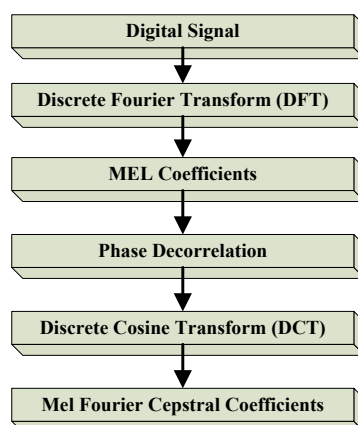 Digital Signal
Discrete Fourier Transform (DFT)
MEL Coefficients
Phase Decorrelation
Discrete Cosine Transform (DCT)
Mel Fourier Cepstral Coefficients